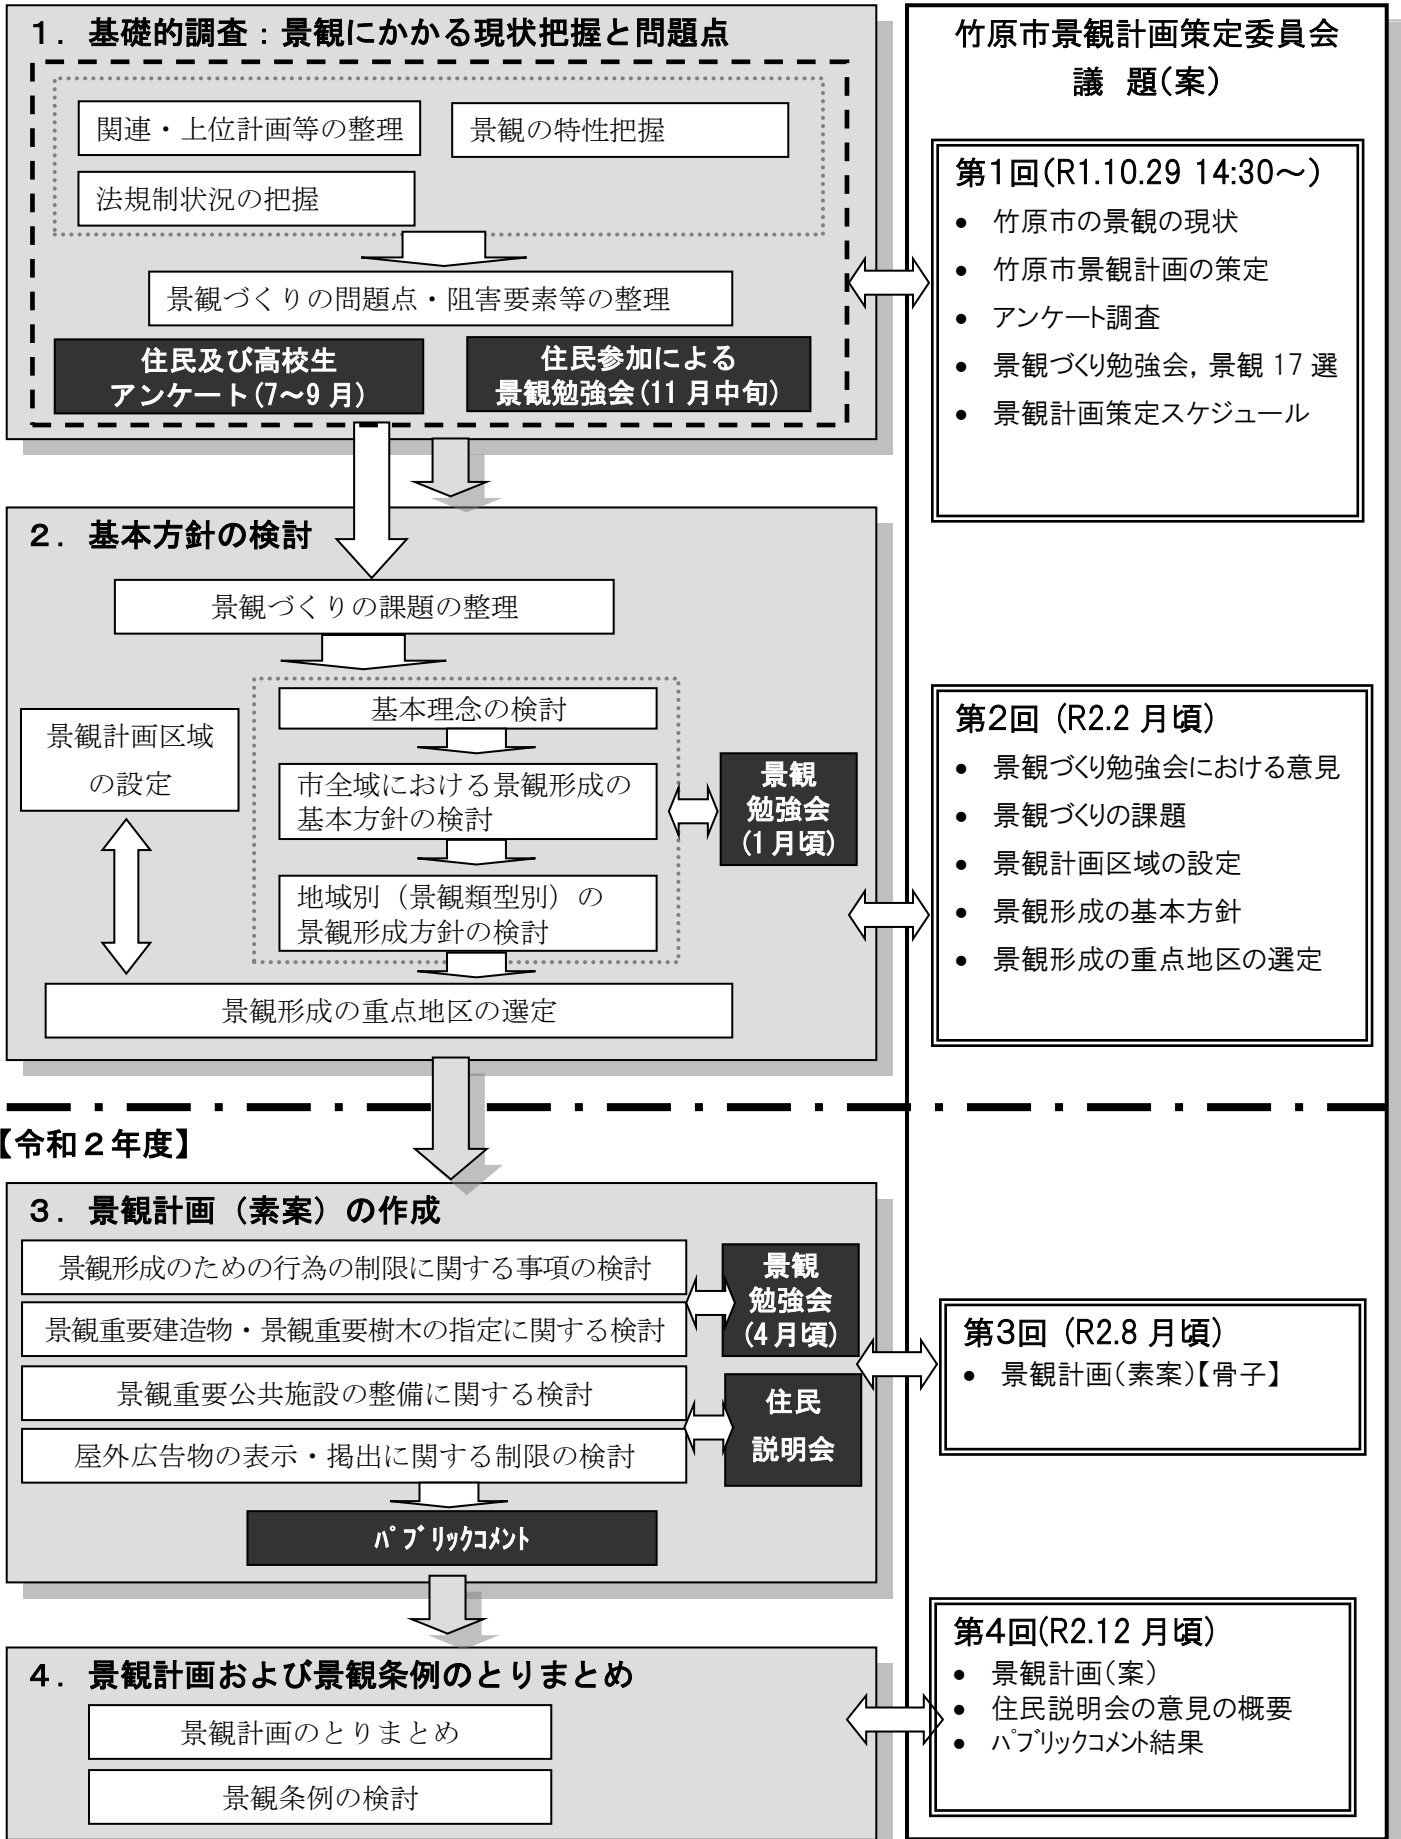 1．基礎的調査：景観にかかる現状把握と問題点
関連・上位計画等の整理
景観の特性把握
法規制状況の把握
景観づくりの問題点・阻害要素等の整理
住民及び高校生
アンケート(7～9月)
住民参加による
景観勉強会(11月中旬)
2．基本方針の検討
景観づくりの課題の整理
基本理念の検討
景観計画区域
の設定
市全域における景観形成の
基本方針の検討
景観
勉強会
(1月頃)
地域別（景観類型別）の
景観形成方針の検討
景観形成の重点地区の選定
【令和２年度】
3．景観計画（素案）の作成
景観形成のための行為の制限に関する事項の検討
景観重要建造物・景観重要樹木の指定に関する検討
景観重要公共施設の整備に関する検討
屋外広告物の表示・掲出に関する制限の検討
景観
勉強会
(4月頃)
住民
説明会
ﾊﾟﾌﾞﾘｯｸｺﾒﾝﾄ
4．景観計画および景観条例のとりまとめ
景観計画のとりまとめ
景観条例の検討
竹原市景観計画策定委員会
議　題(案)
第1回(R1.10.29 14:30～)
• 竹原市の景観の現状
• 竹原市景観計画の策定
• アンケート調査
• 景観づくり勉強会，景観 17 選
• 景観計画策定スケジュール
第2回 (R2.2 月頃)
• 景観づくり勉強会における意見
• 景観づくりの課題
• 景観計画区域の設定
• 景観形成の基本方針
• 景観形成の重点地区の選定
第3回 (R2.8 月頃)
• 景観計画(素案)【骨子】
第4回(R2.12 月頃)
• 景観計画(案)
• 住民説明会の意見の概要
• ﾊﾟﾌﾞﾘｯｸｺﾒﾝﾄ結果